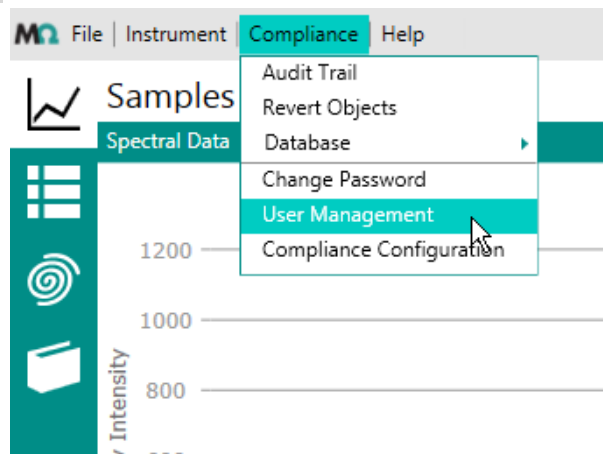 MΩ File | Instrument | Compliance | Help
Audit Trail
Samples
Revert Objects
Spectral Data
Database
Change Password
User Management
1200
Compliance Configuration
1000
800
Intensity